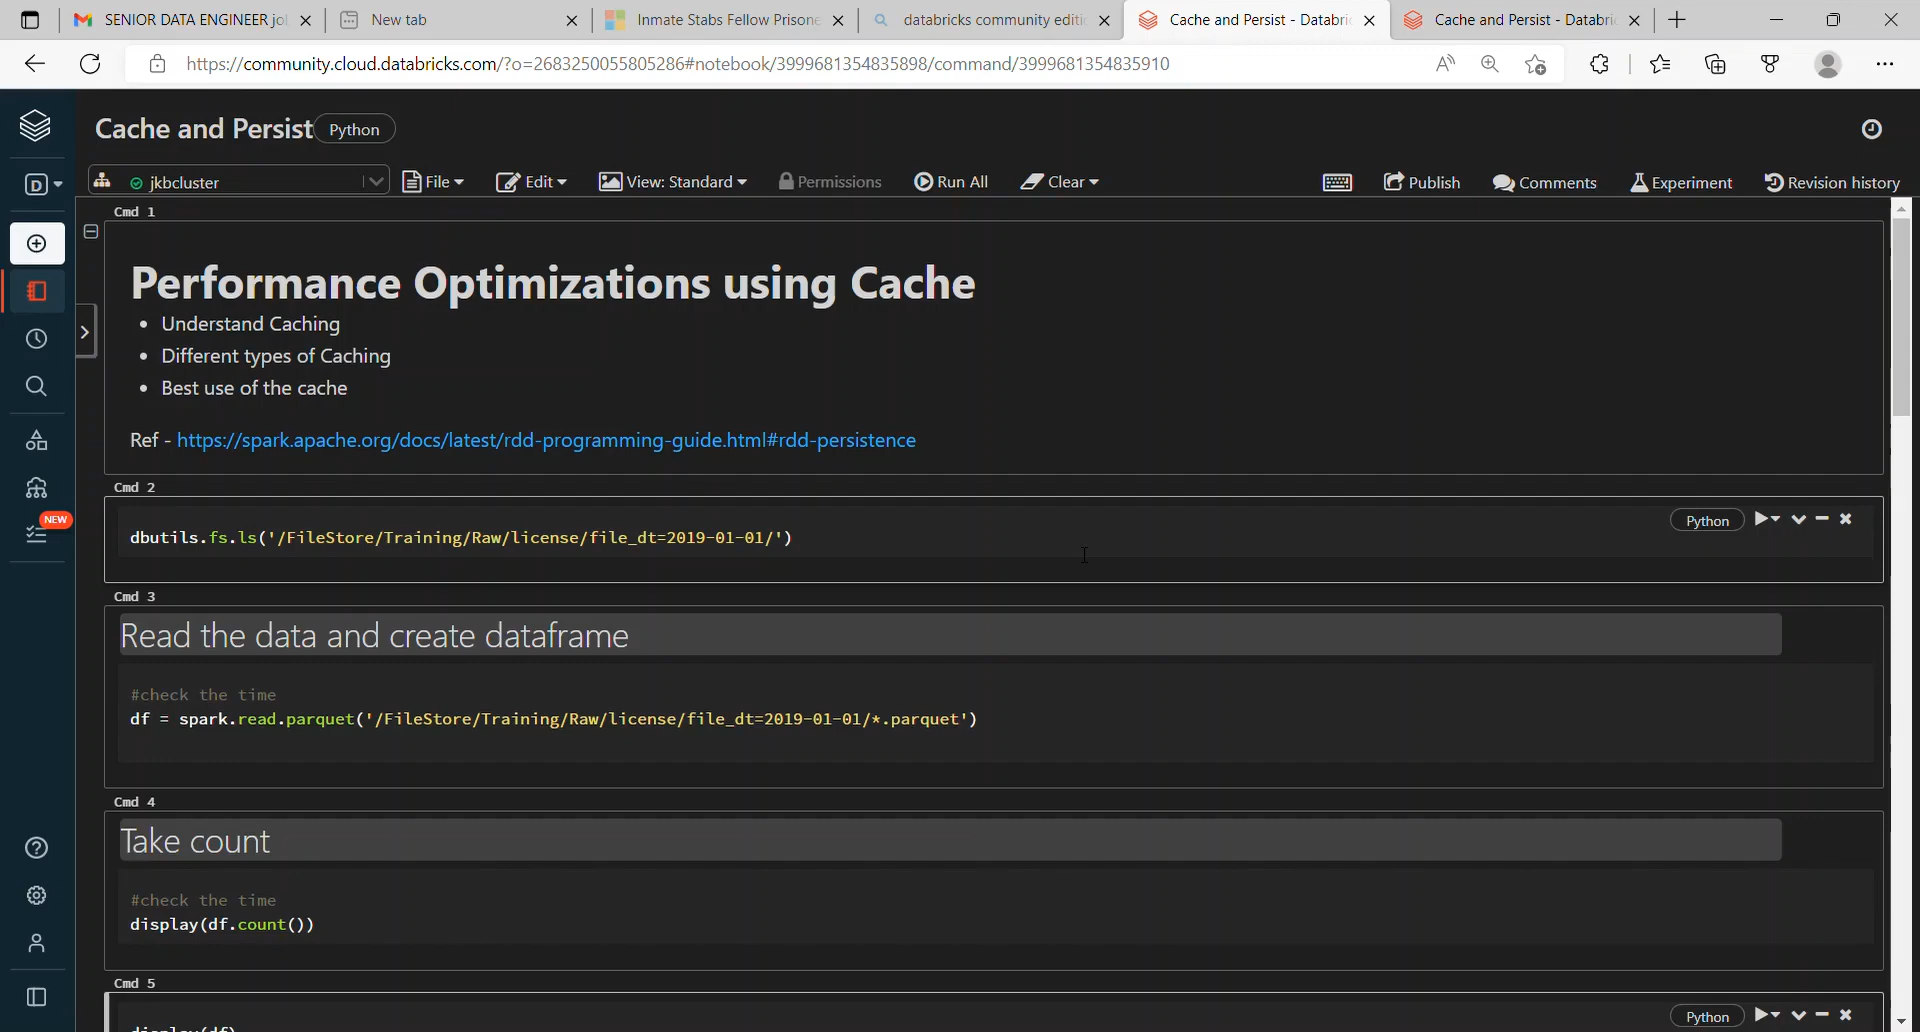 SENIOR DATA ENGINEER jo
New tab
Inmate Stabs Fellow Prisone
databricks community editi
Cache and Persist - Databric
Cache and Persist - Databri
https://community.cloud.databricks.com/?o=2683250055805286#notebook/3999681354835898/command/3999681354835910
Cache and Persist Python
D
jkbcluster File Edit View: Standard Permissions Run All Clear Publish Comments Experiment Revision history
Cmd 1
Performance Optimizations using Cache
• Understand Caching
• Different types of Caching
• Best use of the cache
Ref - https://spark.apache.org/docs/latest/rdd-programming-guide.html#rdd-persistence
Cmd 2
NEW
Python
dbutils.fs.ls('/FileStore/Training/Raw/license/file_dt=2019-01-01/')
Cmd 3
Read the data and create dataframe
#check the time
df = spark.read.parquet('/FileStore/Training/Raw/license/file_dt=2019-01-01/*.parquet')
Cmd 4
Take count
#check the time
display(df.count())
Cmd 5
Python
display(df)